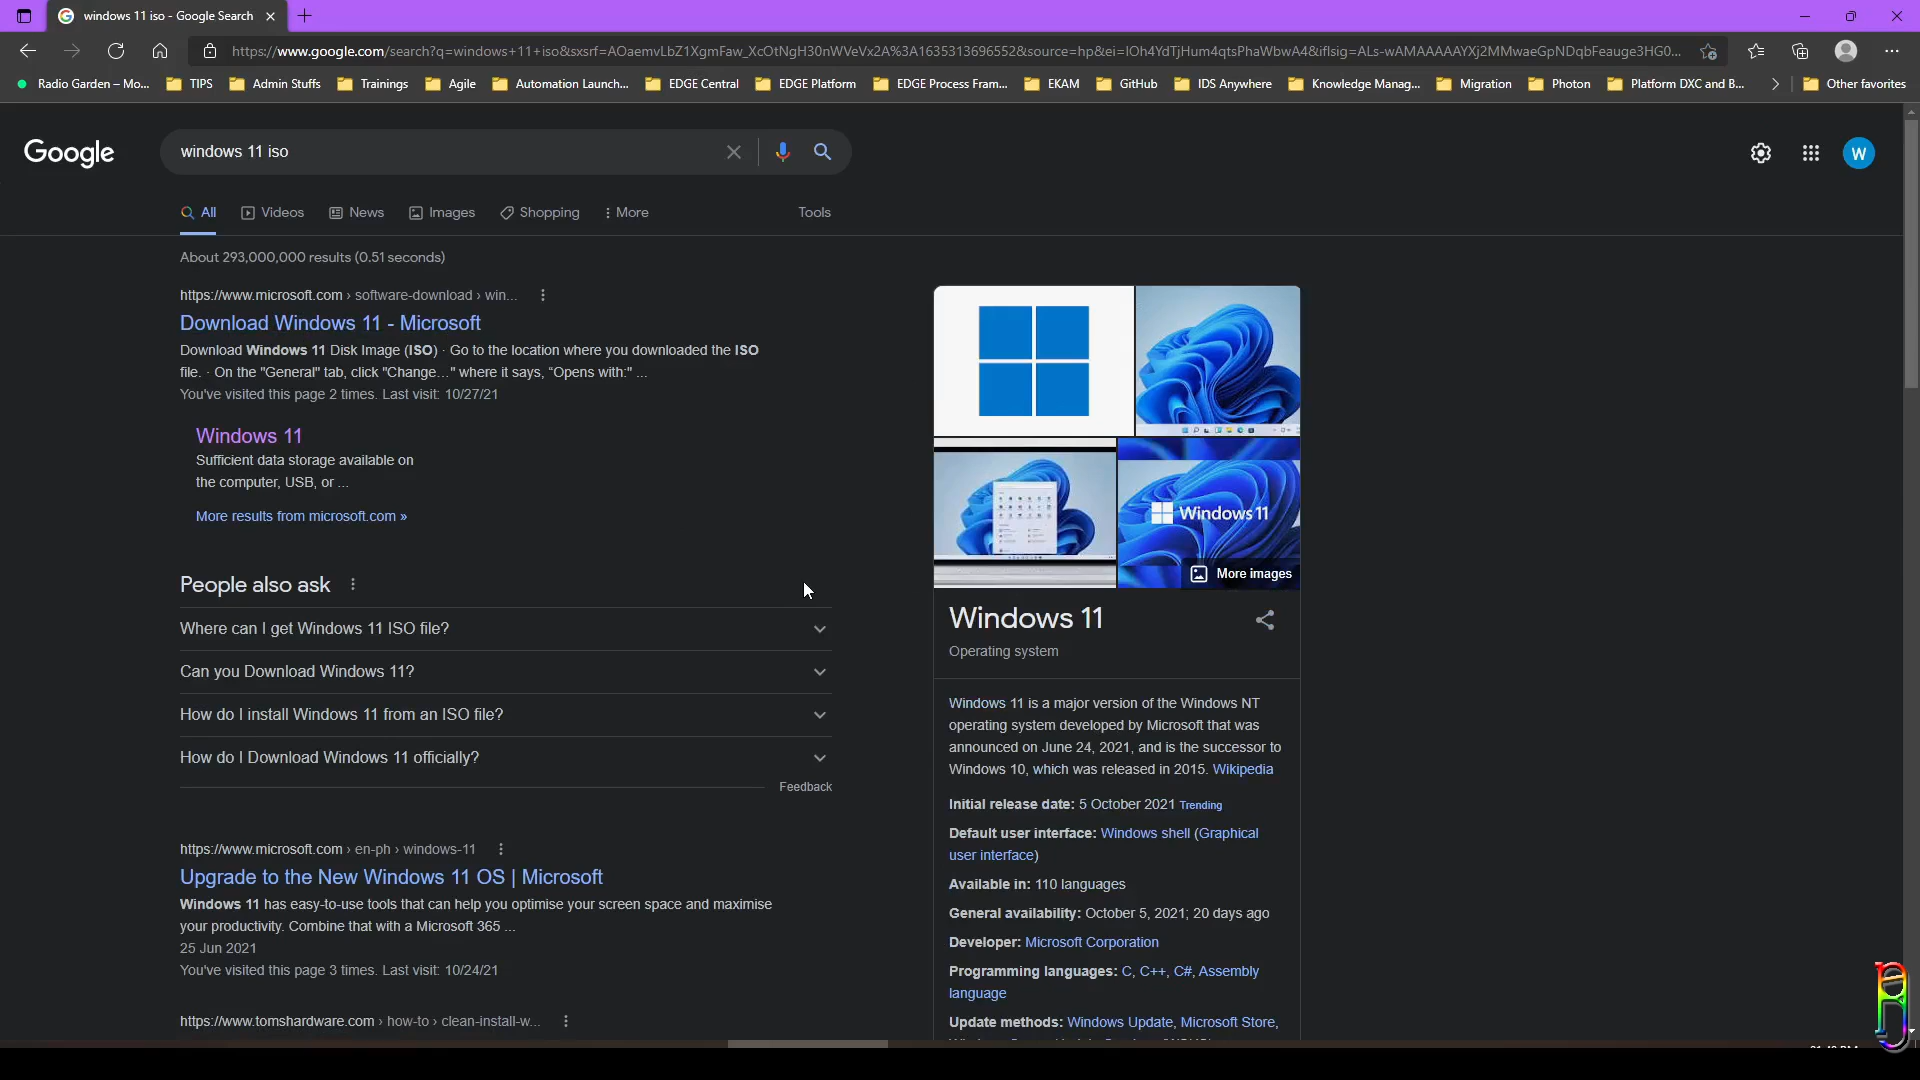 windows 11 iso - Google Search
https://www.google.com/search?q=windows+11+iso&sxsrf=AOaemvLbZ1XgmFaw_XcOtNgH30nWVeVx2A%3A1635313696552&source=hp&ei=IOh4YdTjHum4qtsPhaWbwA4&iflsig=ALs-wAMAAAAAYXj2MMwaeGpNDqbFeauge3HG0...
Radio Garden – Mo... TIPS Admin Stuffs Trainings Agile Automation Launch... EDGE Central EDGE Platform EDGE Process Fram... EKAM GitHub IDS Anywhere Knowledge Manag... Migration Photon Platform DXC and B... Other favorites
Google windows 11 iso W
All Videos News Images Shopping More Tools
About 293,000,000 results (0.51 seconds)
https://www.microsoft.com › software-download › win...
Download Windows 11 - Microsoft
Download Windows 11 Disk Image (ISO) · Go to the location where you downloaded the ISO
file. · On the "General" tab, click "Change…" where it says, “Opens with:” ...
You've visited this page 2 times. Last visit: 10/27/21
Windows 11
Sufficient data storage available on
the computer, USB, or ...
More results from microsoft.com »
People also ask
Where can I get Windows 11 ISO file?
Can you Download Windows 11?
How do I install Windows 11 from an ISO file?
How do I Download Windows 11 officially?
Feedback
https://www.microsoft.com › en-ph › windows-11
Upgrade to the New Windows 11 OS | Microsoft
Windows 11 has easy-to-use tools that can help you optimise your screen space and maximise
your productivity. Combine that with a Microsoft 365 ...
25 Jun 2021
You've visited this page 3 times. Last visit: 10/24/21
https://www.tomshardware.com › how-to › clean-install-w...
Windows 11
More images
Windows 11
Operating system
Windows 11 is a major version of the Windows NT
operating system developed by Microsoft that was
announced on June 24, 2021, and is the successor to
Windows 10, which was released in 2015. Wikipedia
Initial release date: 5 October 2021 Trending
Default user interface: Windows shell (Graphical
user interface)
Available in: 110 languages
General availability: October 5, 2021; 20 days ago
Developer: Microsoft Corporation
Programming languages: C, C++, C#, Assembly
language
Update methods: Windows Update, Microsoft Store,